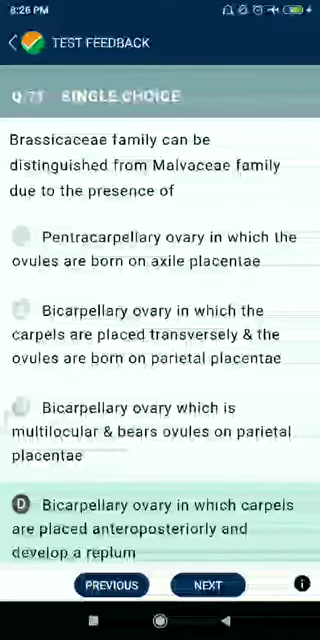 8:26 PM
TEST FEEDBACK
Q/71 SINGLE CHOICE
Brassicaceae family can be
distinguished from Malvaceae family
due to the presence of
Pentracarpellary ovary in which the
ovules are born on axile placentae
Bicarpellary ovary in which the
carpels are placed transversely & the
ovules are born on parietal placentae
Bicarpellary ovary which is
multilocular & bears ovules on parietal
placentae
D Bicarpellary ovary in which carpels
are placed anteroposteriorly and
develop a replum
PREVIOUS
NEXT